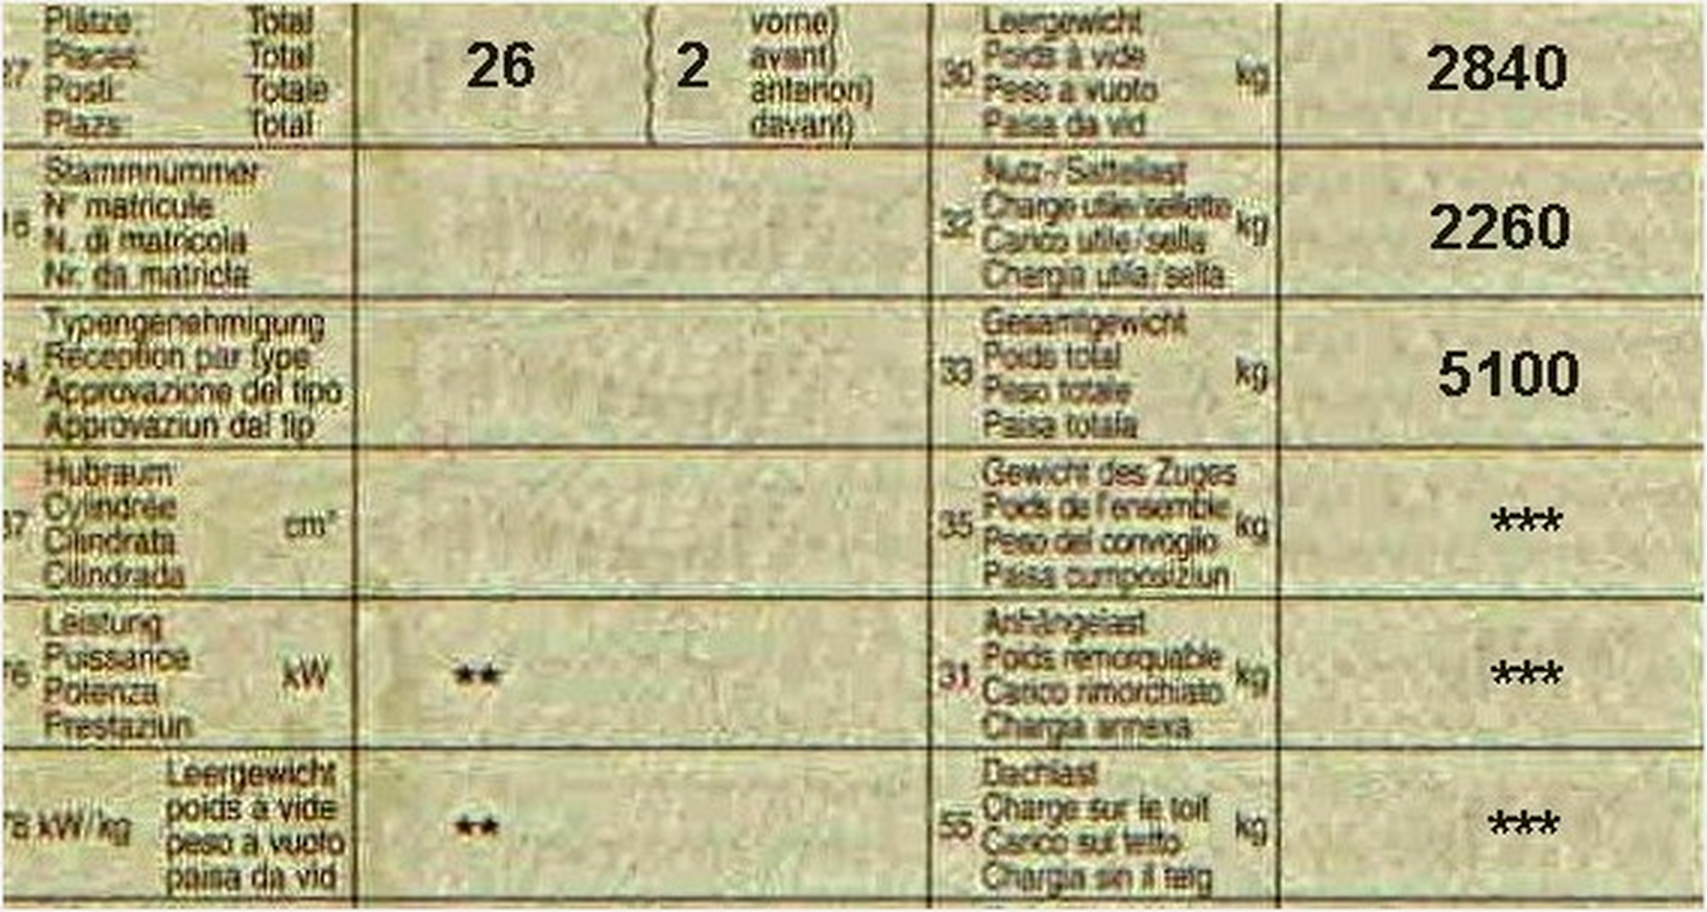 27 Plätze: Total 26 2 vorne) 30 Leergewicht kg 2840
Places: Total avant) Poids à vide
Posti: Totale anteriori) Peso a vuoto
Plazs: Total davant) Paisa da vid
Stammnummer 32 Nutz-/Sattellast kg 2260
N° matricule Charge utile/sellette
N. di matricola Carico utile/sella
Nr. da matricla Chargia utila/sella
24 Typengenehmigung 33 Gesamtgewicht kg 5100
Réception par type Poids total
Approvazione del tipo Peso totale
Approvaziun dal tip Paisa totala
37 Hubraum cm³ 35 Gewicht des Zuges kg ***
Cylindrée Poids de l'ensemble
Cilindrata Peso del convoglio
Cilindrada Paisa cumposiziun
76 Leistung kW ** 31 Anhängelast kg ***
Puissance Poids remorquable
Potenza Carico rimorchiato
Prestaziun Chargia annexa
78 kW/kg Leergewicht ** 55 Dachlast kg ***
poids à vide Charge sur le toit
peso a vuoto Carico sul tetto
paisa da vid Chargia sin il tetg